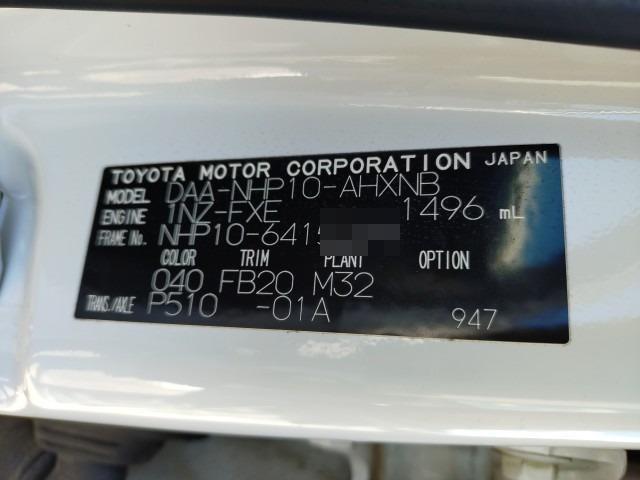 TOYOTA MOTOR CORPORATION JAPAN
MODEL DAA-NHP10-AHXNB
ENGINE 1NZ-FXE 1496 mL
FRAME No. NHP10-6415
COLOR TRIM PLANT OPTION
040 FB20 M32
TRANS./AXLE P510 -01A 947